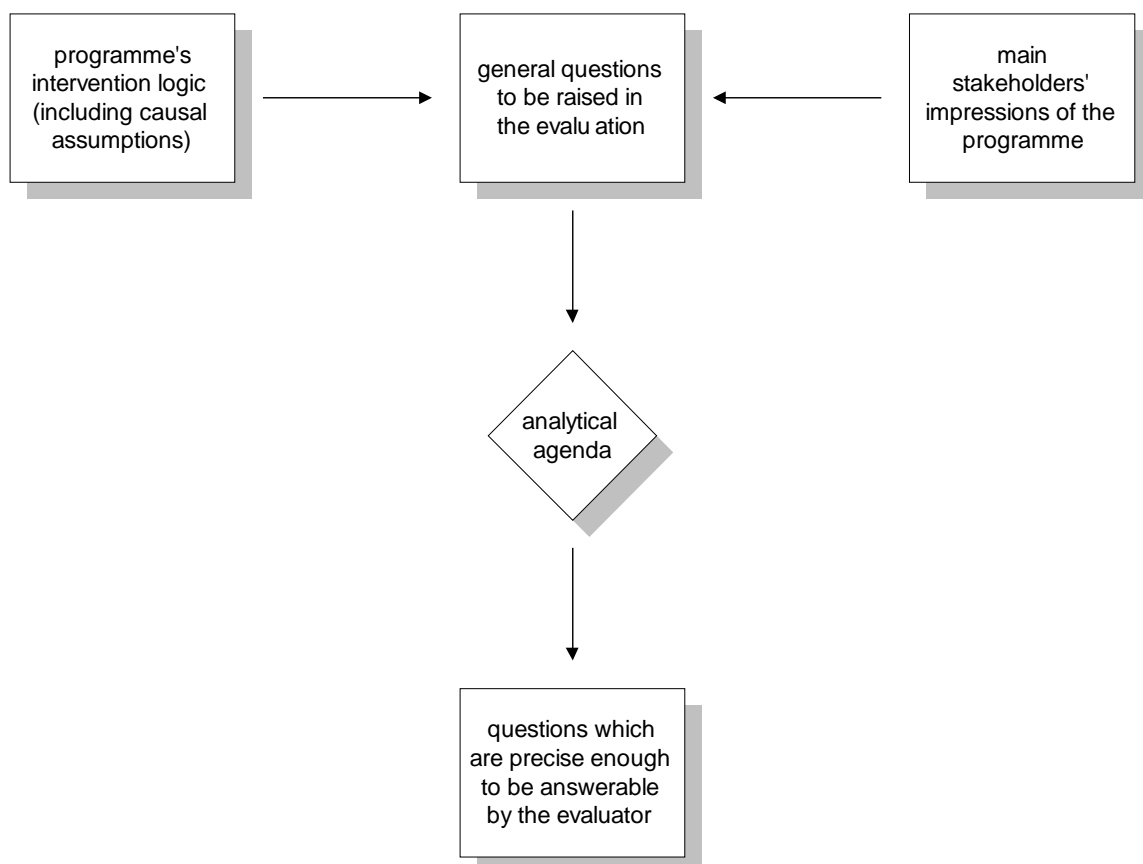 programme's
intervention logic
(including causal
assumptions)
general questions
to be raised in
the evalu ation
main
stakeholders'
impressions of the
programme
analytical
agenda
questions which
are precise enough
to be answerable
by the evaluator